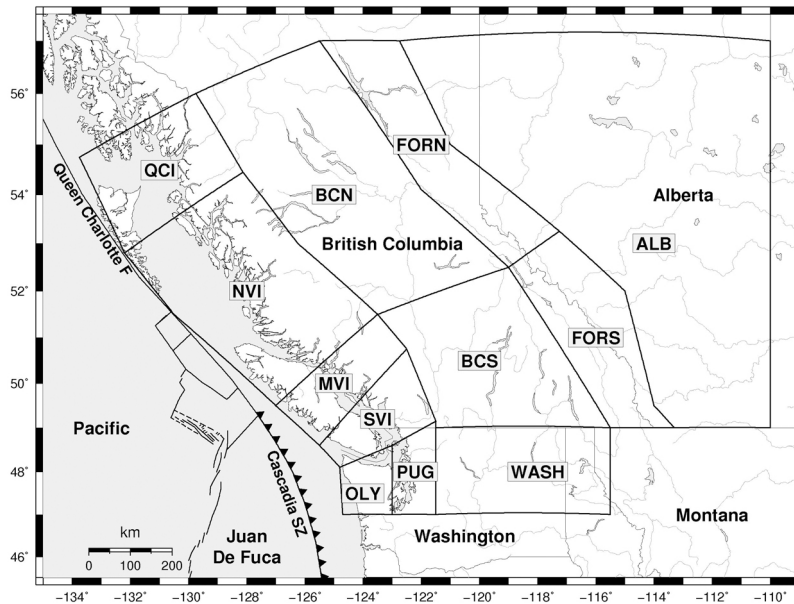 56°
54°
52°
50°
48°
46°
FORN
QCI
BCN
Alberta
Queen Charlotte F
British Columbia
ALB
NVI
FORS
BCS
MVI
SVI
Pacific
PUG
WASH
OLY
Cascadia SZ
Montana
km
Juan
De Fuca
Washington
0
100
200
−134°
−132°
−130°
−128°
−126°
−124°
−122°
−120°
−118°
−116°
−114°
−112°
−110°